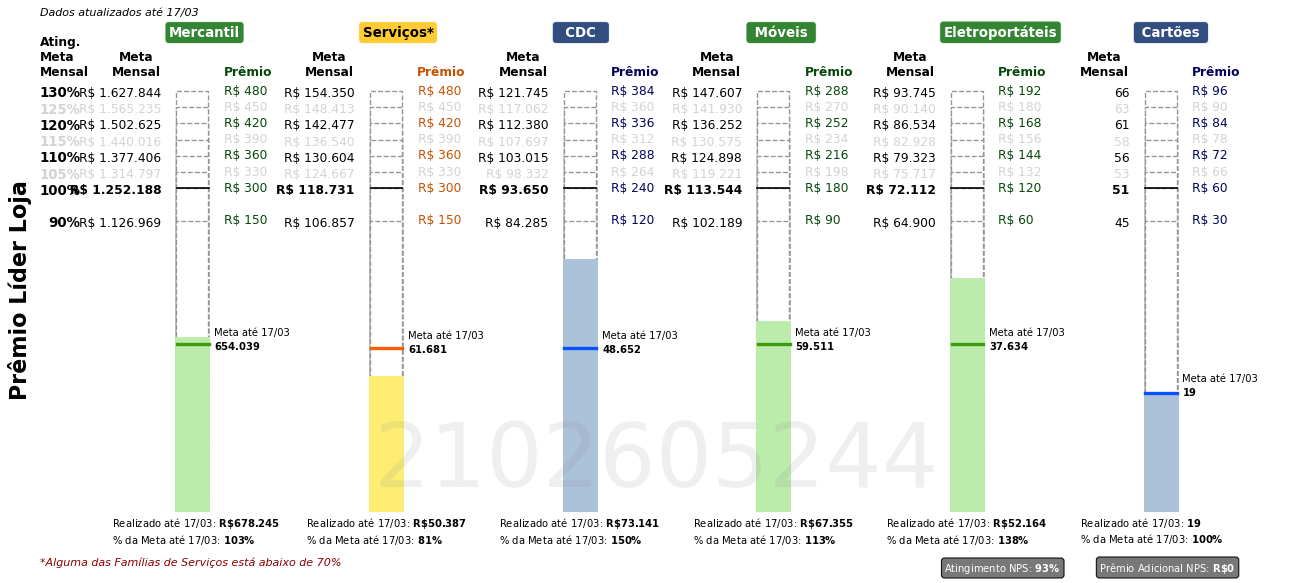 Dados atualizados até 17/03
Mercantil Serviços* CDC Móveis Eletroportáteis Cartões
Ating. Meta Mensal Meta Mensal Prêmio Meta Mensal Prêmio Meta Mensal Prêmio Meta Mensal Prêmio Meta Mensal Prêmio Meta Mensal Prêmio
130% R$ 1.627.844 R$ 480 R$ 154.350 R$ 480 R$ 121.745 R$ 384 R$ 147.607 R$ 288 R$ 93.745 R$ 192 66 R$ 96
125% R$ 1.565.235 R$ 450 R$ 148.413 R$ 450 R$ 117.062 R$ 360 R$ 141.930 R$ 270 R$ 90.140 R$ 180 63 R$ 90
120% R$ 1.502.625 R$ 420 R$ 142.477 R$ 420 R$ 112.380 R$ 336 R$ 136.252 R$ 252 R$ 86.534 R$ 168 61 R$ 84
115% R$ 1.440.016 R$ 390 R$ 136.540 R$ 390 R$ 107.697 R$ 312 R$ 130.575 R$ 234 R$ 82.928 R$ 156 58 R$ 78
110% R$ 1.377.406 R$ 360 R$ 130.604 R$ 360 R$ 103.015 R$ 288 R$ 124.898 R$ 216 R$ 79.323 R$ 144 56 R$ 72
105% R$ 1.314.797 R$ 330 R$ 124.667 R$ 330 R$ 98.332 R$ 264 R$ 119.221 R$ 198 R$ 75.717 R$ 132 53 R$ 66
100% R$ 1.252.188 R$ 300 R$ 118.731 R$ 300 R$ 93.650 R$ 240 R$ 113.544 R$ 180 R$ 72.112 R$ 120 51 R$ 60
90% R$ 1.126.969 R$ 150 R$ 106.857 R$ 150 R$ 84.285 R$ 120 R$ 102.189 R$ 90 R$ 64.900 R$ 60 45 R$ 30
Prêmio Líder Loja
Meta até 17/03 Meta até 17/03 Meta até 17/03 Meta até 17/03 Meta até 17/03
654.039 61.681 48.652 59.511 37.634
Meta até 17/03
19
2102605244
Realizado até 17/03: R$678.245 Realizado até 17/03: R$50.387 Realizado até 17/03: R$73.141 Realizado até 17/03: R$67.355 Realizado até 17/03: R$52.164 Realizado até 17/03: 19
% da Meta até 17/03: 103% % da Meta até 17/03: 81% % da Meta até 17/03: 150% % da Meta até 17/03: 113% % da Meta até 17/03: 138% % da Meta até 17/03: 100%
*Alguma das Famílias de Serviços está abaixo de 70%
Atingimento NPS: 93% Prêmio Adicional NPS: R$0